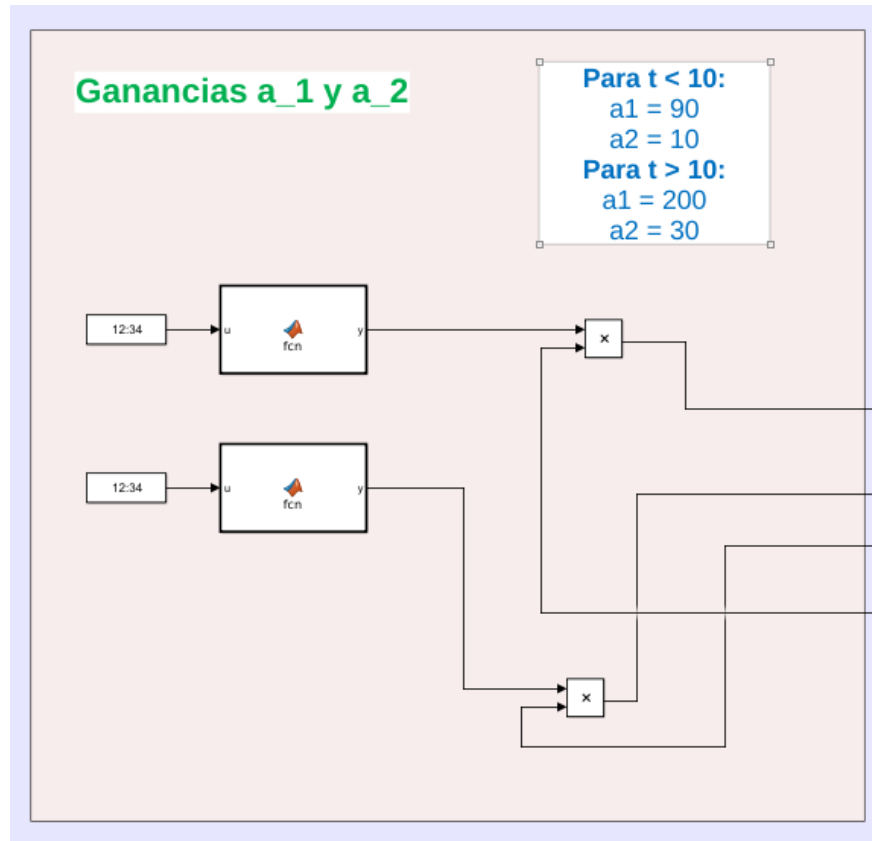 Ganancias a_1 y a_2
Para t < 10:
a1 = 90
a2 = 10
Para t > 10:
a1 = 200
a2 = 30
12:34
u
fcn
y
×
12:34
u
fcn
y
×